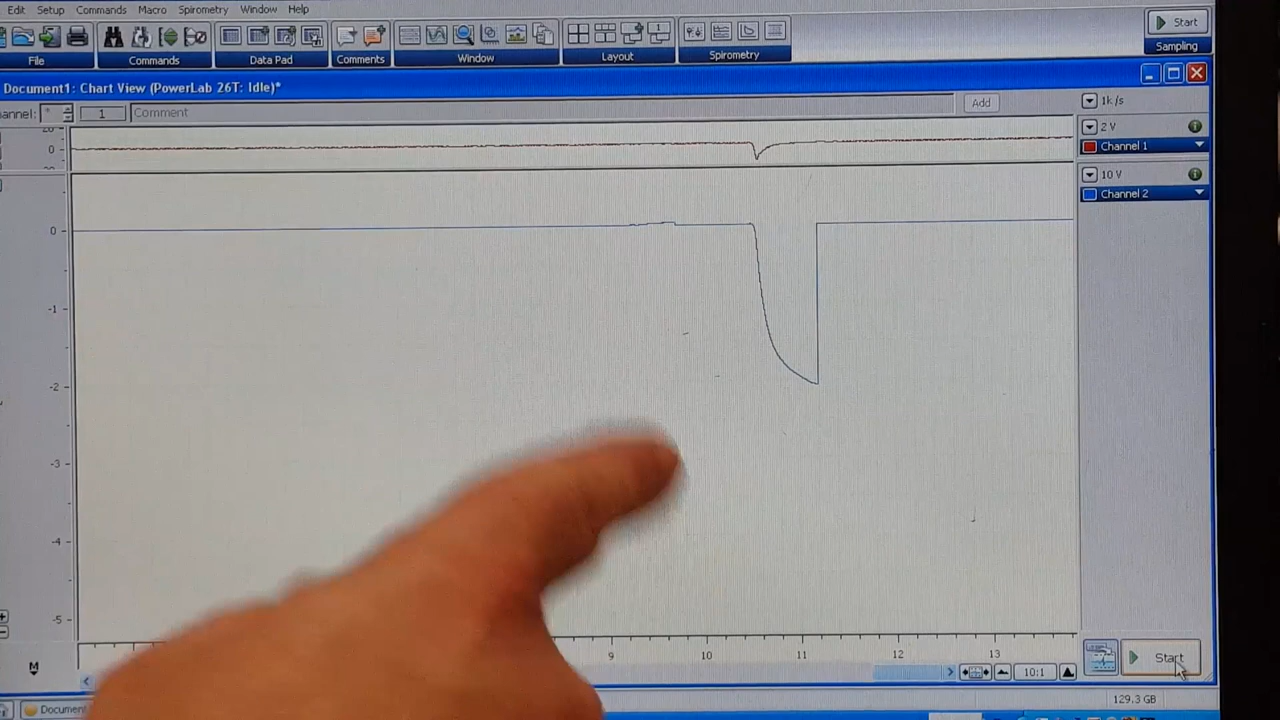 Edit Setup Commands Macro Spirometry Window Help
Start
File Commands Data Pad Comments Window Layout Spirometry Sampling
Document1: Chart View (PowerLab 26T: Idle)*
annel: * 1 Comment Add 1k /s
0 2 V
Channel 1
10 V
Channel 2
0
-1
-2
-3
-4
-5
9 10 11 12 13
M
Start
10:1
129.3 GB
Document